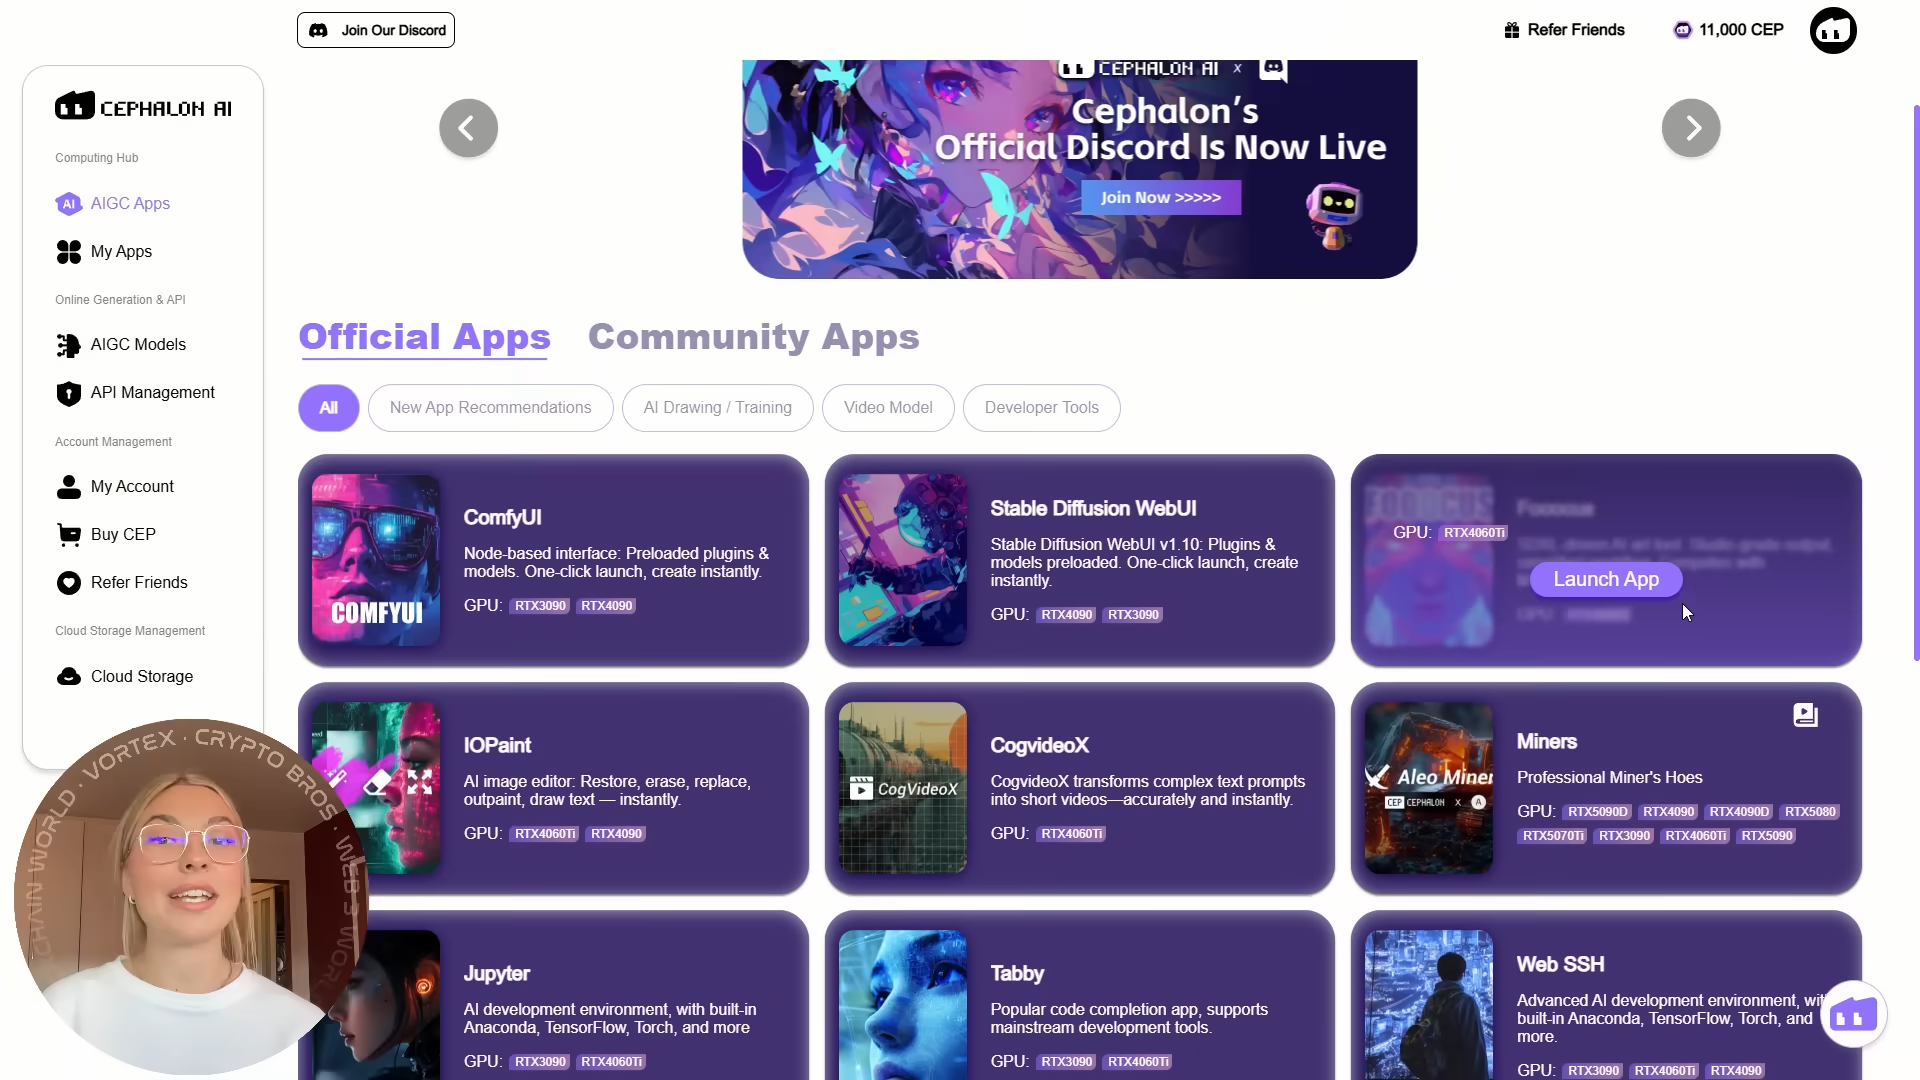 Join Our Discord
Refer Friends
11,000 CEP
CEPHALON AI
Computing Hub
AI
AIGC Apps
My Apps
Online Generation & API
AIGC Models
API Management
Account Management
My Account
Buy CEP
Refer Friends
Cloud Storage Management
Cloud Storage
CEPHALON AI x
Cephalon's
Official Discord Is Now Live
Join Now >>>>>
Official Apps
Community Apps
All
New App Recommendations
AI Drawing / Training
Video Model
Developer Tools
COMFYUI
ComfyUI
Node-based interface: Preloaded plugins &
models. One-click launch, create instantly.
GPU: RTX3090 RTX4090
Stable Diffusion WebUI
Stable Diffusion WebUI v1.10: Plugins &
models preloaded. One-click launch, create
instantly.
GPU: RTX4090 RTX3090
FOOOCUS
Fooocus
GPU: RTX4060Ti
Launch App
IOPaint
AI image editor: Restore, erase, replace,
outpaint, draw text — instantly.
GPU: RTX4060Ti RTX4090
CogVideoX
CogvideoX
CogvideoX transforms complex text prompts
into short videos—accurately and instantly.
GPU: RTX4060Ti
Aleo Miner
CEP CEPHALON X A
Miners
Professional Miner's Hoes
GPU: RTX5090D RTX4090 RTX4090D RTX5080
RTX5070Ti RTX3090 RTX4060Ti RTX5090
Jupyter
AI development environment, with built-in
Anaconda, TensorFlow, Torch, and more
GPU: RTX3090 RTX4060Ti
Tabby
Popular code completion app, supports
mainstream development tools.
GPU: RTX3090 RTX4060Ti
Web SSH
Advanced AI development environment, with
built-in Anaconda, TensorFlow, Torch, and
more.
GPU: RTX3090 RTX4060Ti RTX4090
CHAIN WORLD · VORTEX · CRYPTO BROS · WEB 3 WORL